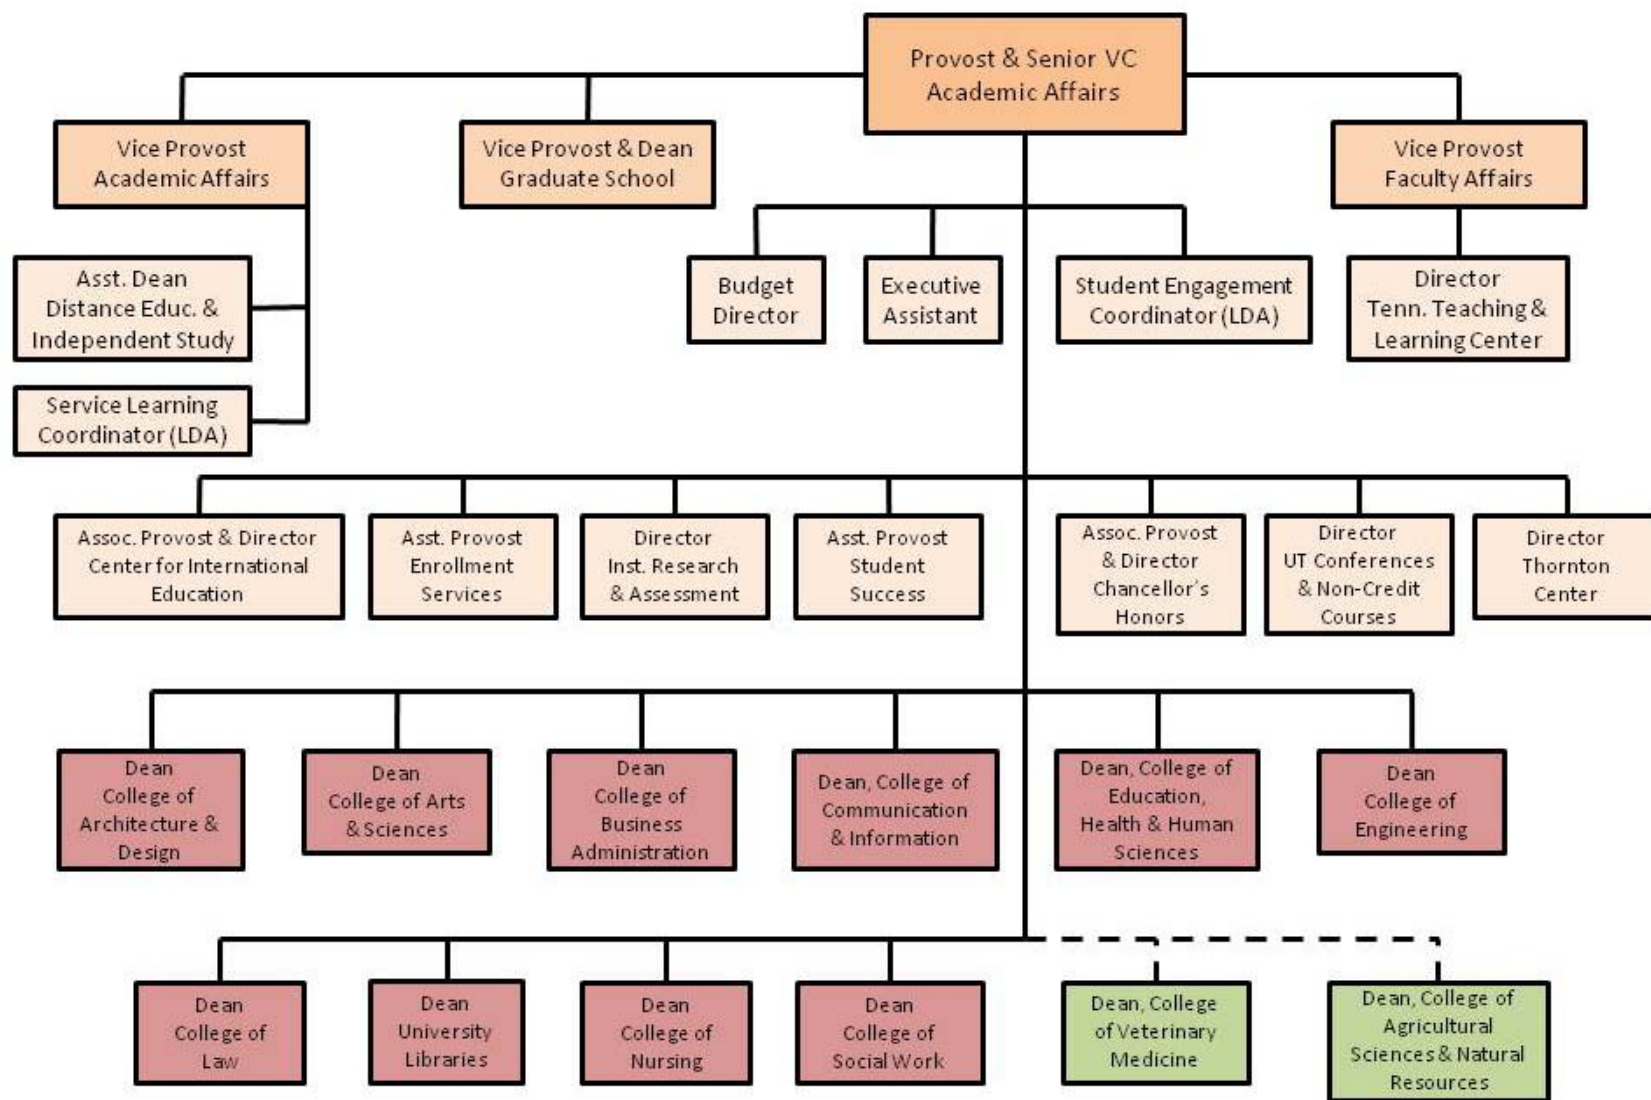 Provost & Senior VC
Academic Affairs
Vice Provost
Academic Affairs
Vice Provost & Dean
Graduate School
Vice Provost
Faculty Affairs
Asst. Dean
Distance Educ. &
Independent Study
Budget
Director
Executive
Assistant
Student Engagement
Coordinator (LDA)
Director
Tenn. Teaching &
Learning Center
Service Learning
Coordinator (LDA)
Assoc. Provost & Director
Center for International
Education
Asst. Provost
Enrollment
Services
Director
Inst. Research
& Assessment
Asst. Provost
Student
Success
Assoc. Provost
& Director
Chancellor's
Honors
Director
UT Conferences
& Non-Credit
Courses
Director
Thornton
Center
Dean
College of
Architecture &
Design
Dean
College of Arts
& Sciences
Dean
College of
Business
Administration
Dean, College of
Communication
& Information
Dean, College of
Education,
Health & Human
Sciences
Dean
College of
Engineering
Dean
College of
Law
Dean
University
Libraries
Dean
College of
Nursing
Dean
College of
Social Work
Dean, College
of Veterinary
Medicine
Dean, College of
Agricultural
Sciences & Natural
Resources